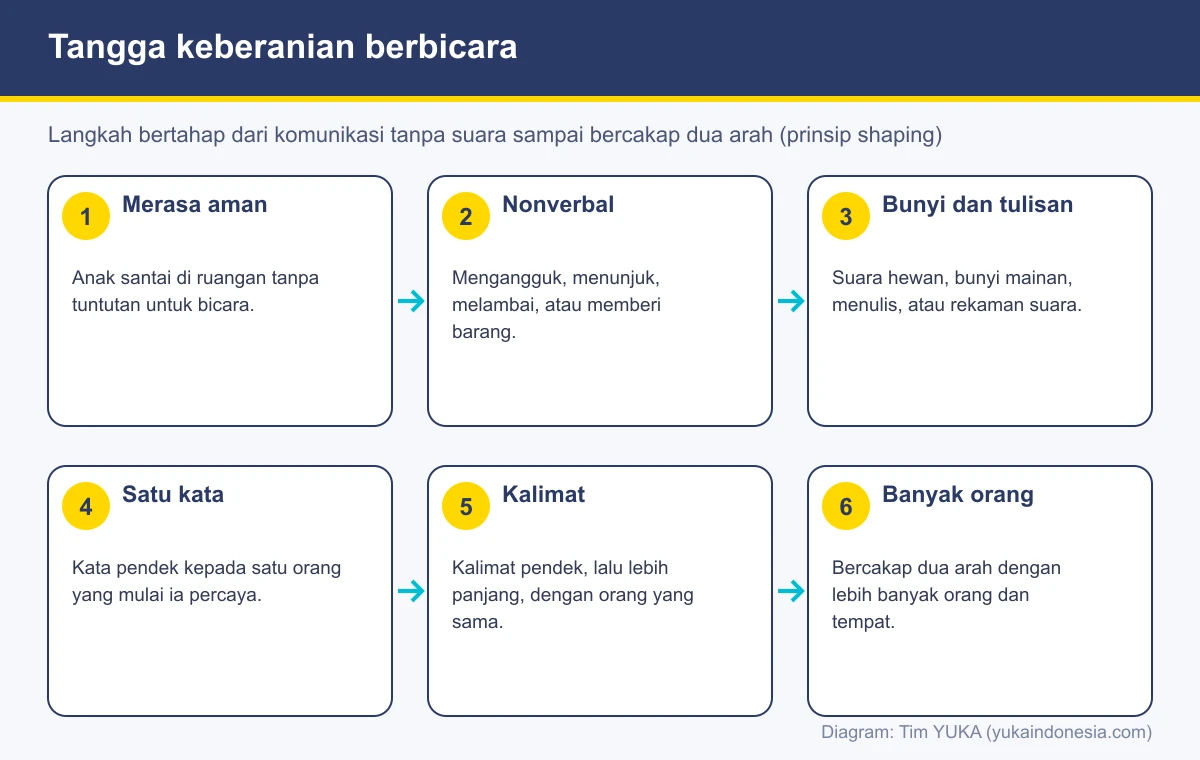 Tangga keberanian berbicara
Langkah bertahap dari komunikasi tanpa suara sampai bercakap dua arah (prinsip shaping)
1
Merasa aman
Anak santai di ruangan tanpa
tuntutan untuk bicara.
2
Nonverbal
Mengangguk, menunjuk,
melambai, atau memberi
barang.
3
Bunyi dan tulisan
Suara hewan, bunyi mainan,
menulis, atau rekaman suara.
4
Satu kata
Kata pendek kepada satu orang
yang mulai ia percaya.
5
Kalimat
Kalimat pendek, lalu lebih
panjang, dengan orang yang
sama.
6
Banyak orang
Bercakap dua arah dengan
lebih banyak orang dan
tempat.
Diagram: Tim YUKA (yukaindonesia.com)